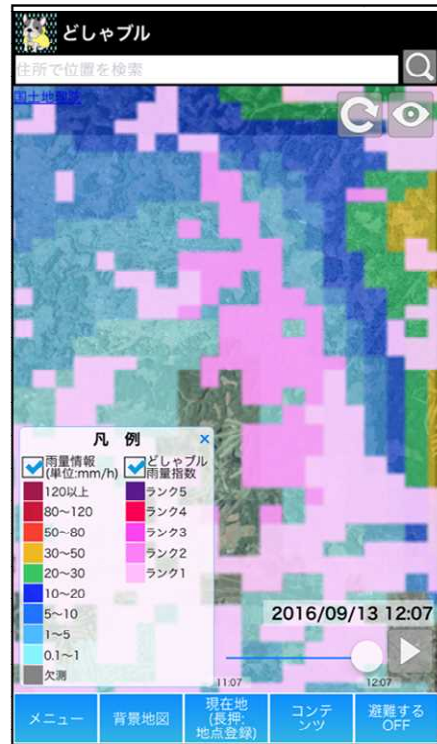 どしゃブル
住所で位置を検索
凡 例 ×
雨量情報
(単位:mm/h)
120以上
80~120
50~80
30~50
20~30
10~20
5~10
1~5
0.1~1
欠測
どしゃブル
雨量指数
ランク5
ランク4
ランク3
ランク2
ランク1
2016/09/13 12:07
11:07 12:07
メニュー
背景地図
現在地
(長押:
地点登録)
コンテ
ンツ
避難する
OFF